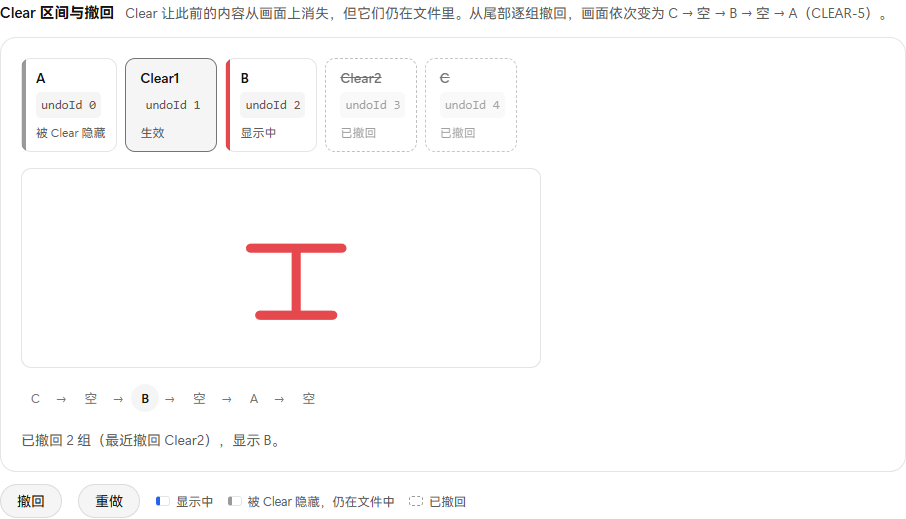 Clear 区间与撤回 Clear 让此前的内容从画面上消失，但它们仍在文件里。从尾部逐组撤回，画面依次变为 C → 空 → B → 空 → A（CLEAR-5）。
A Clear1 B Clear2 C
undoId 0 undoId 1 undoId 2 undoId 3 undoId 4
被 Clear 隐藏 生效 显示中 已撤回 已撤回
C → 空 → B → 空 → A → 空
已撤回 2 组（最近撤回 Clear2），显示 B。
撤回 重做 显示中 被 Clear 隐藏，仍在文件中 已撤回